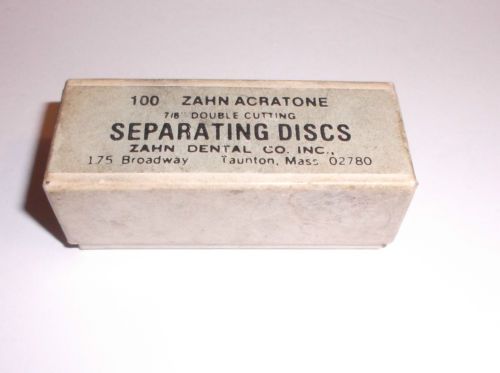 100 ZAHN ACRATONE
7/8 DOUBLE CUTTING
SEPARATING DISCS
ZAHN DENTAL CO. INC.,
175 Broadway Taunton, Mass. 02780